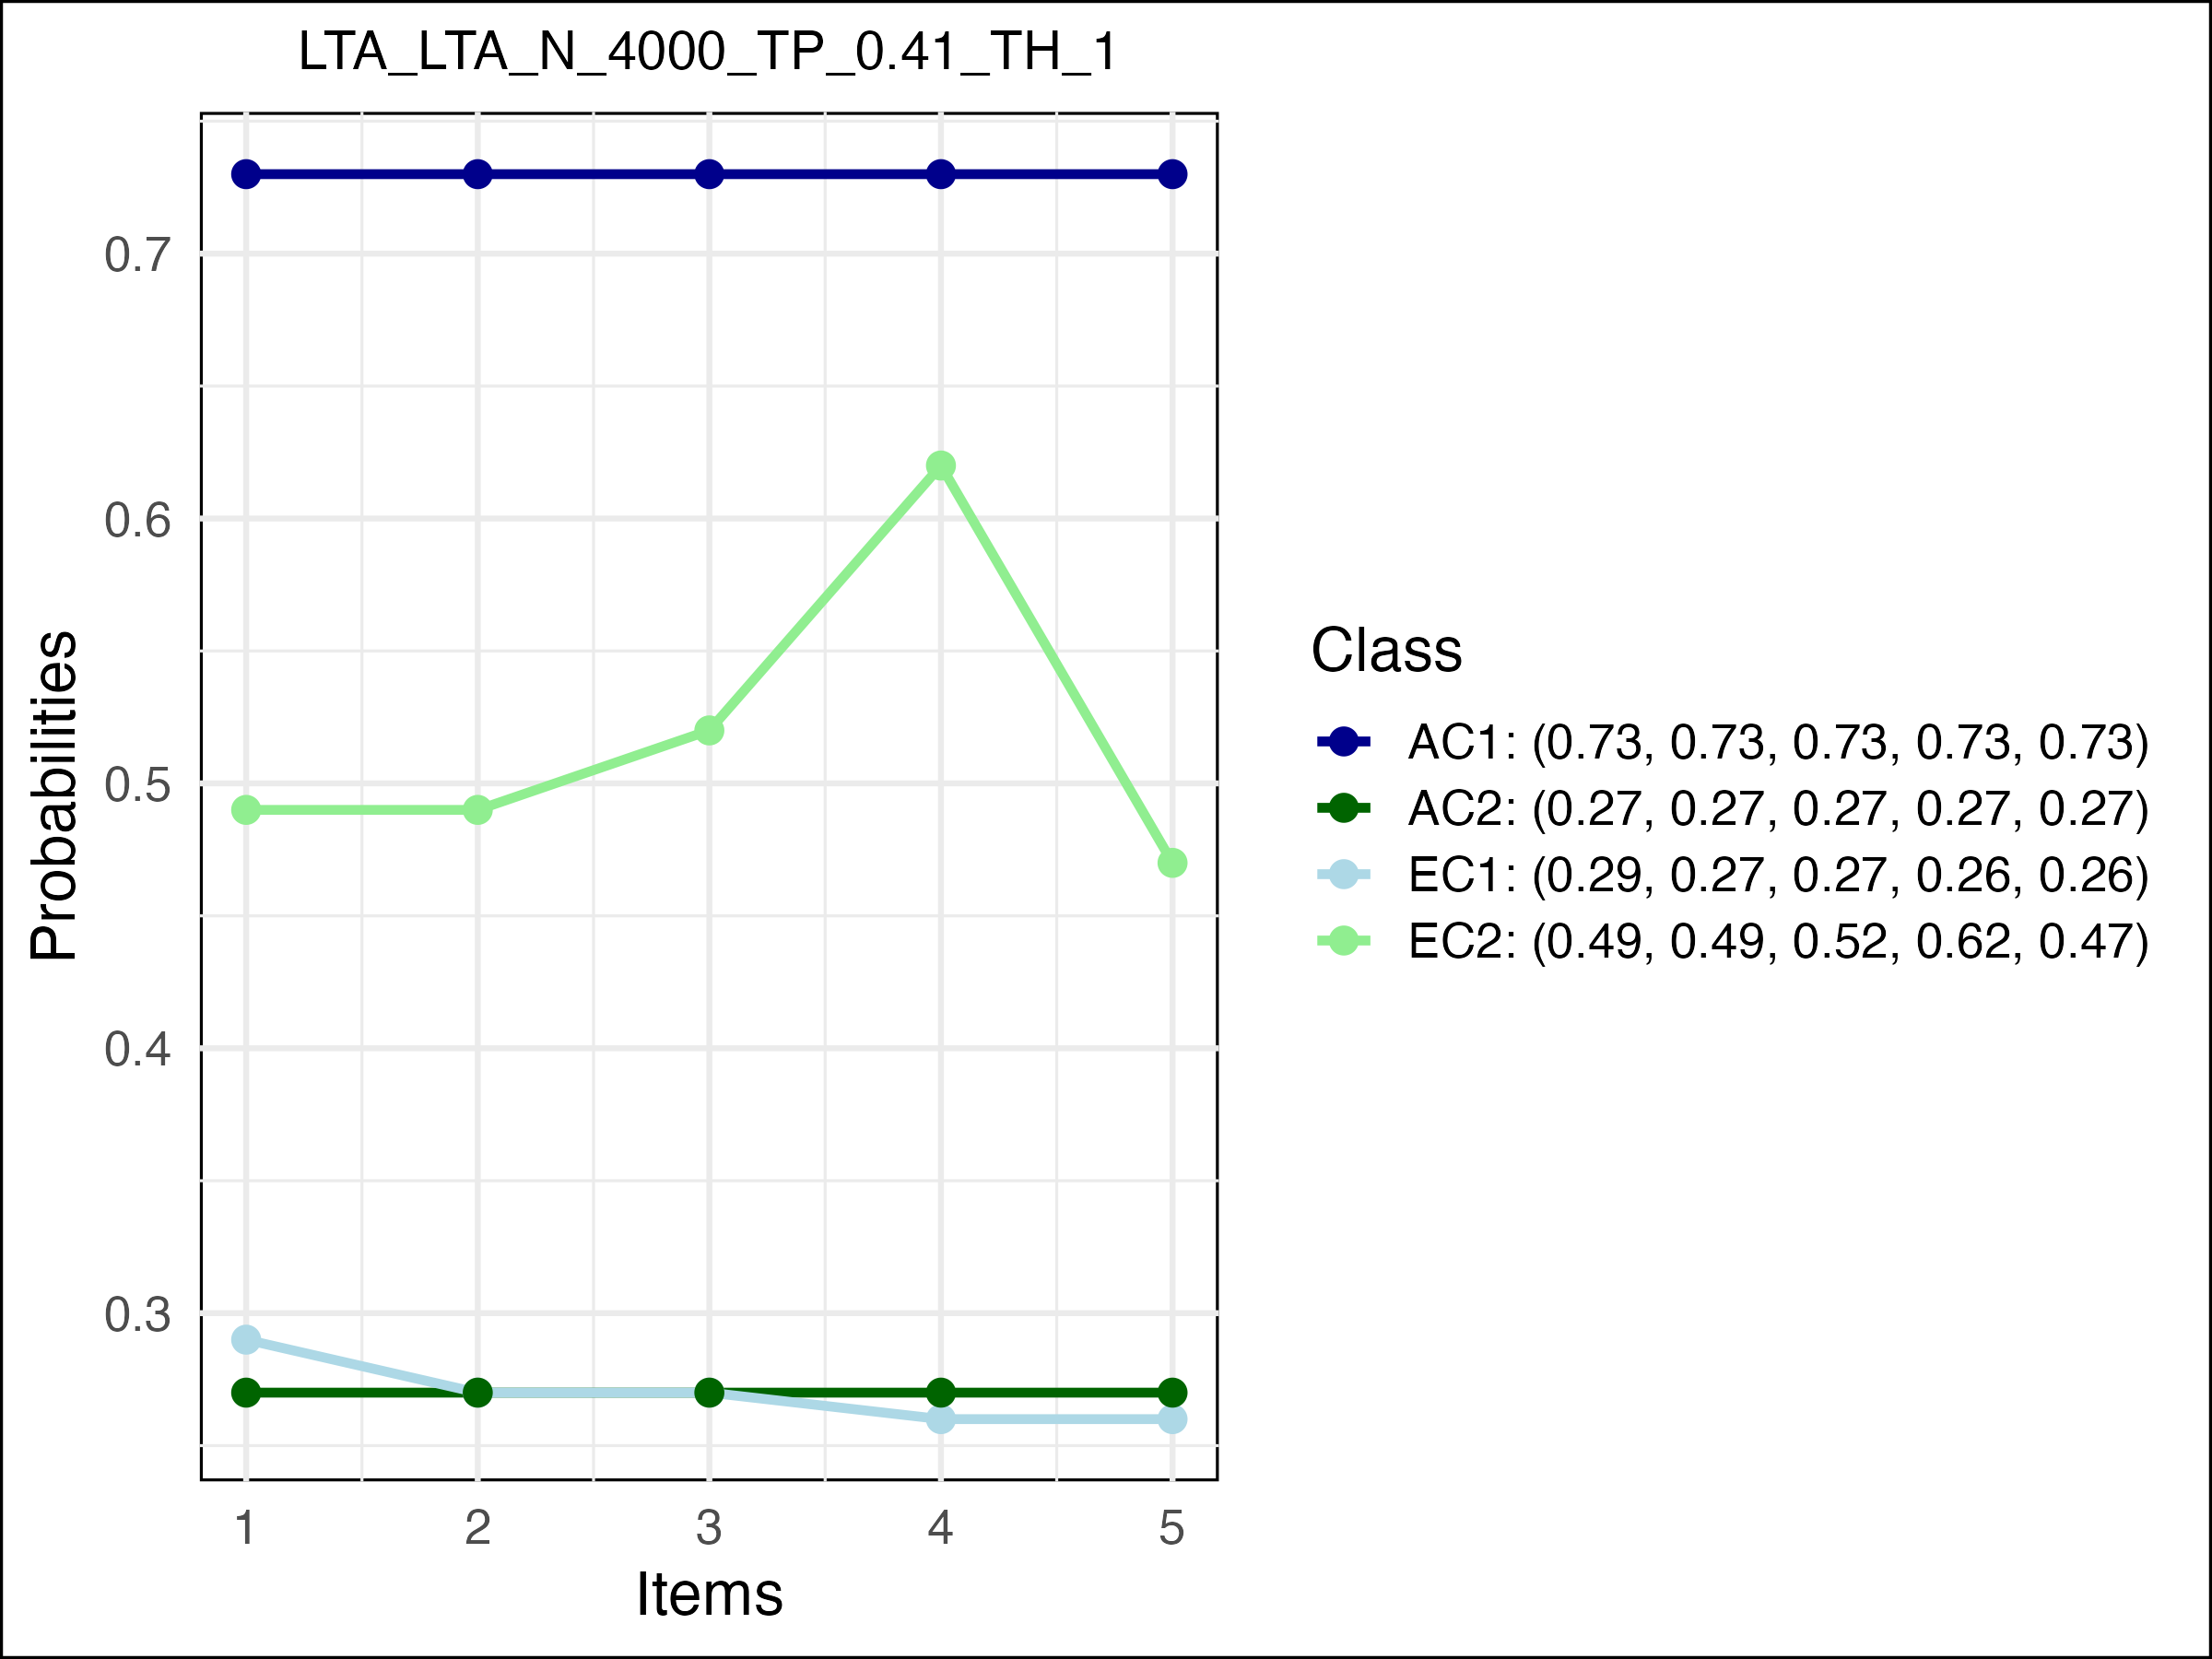 LTA_LTA_N_4000_TP_0.41_TH_1
Probabilities
0.7
0.6
0.5
0.4
0.3
1 2 3 4 5
Items
Class
AC1: (0.73, 0.73, 0.73, 0.73, 0.73)
AC2: (0.27, 0.27, 0.27, 0.27, 0.27)
EC1: (0.29, 0.27, 0.27, 0.26, 0.26)
EC2: (0.49, 0.49, 0.52, 0.62, 0.47)